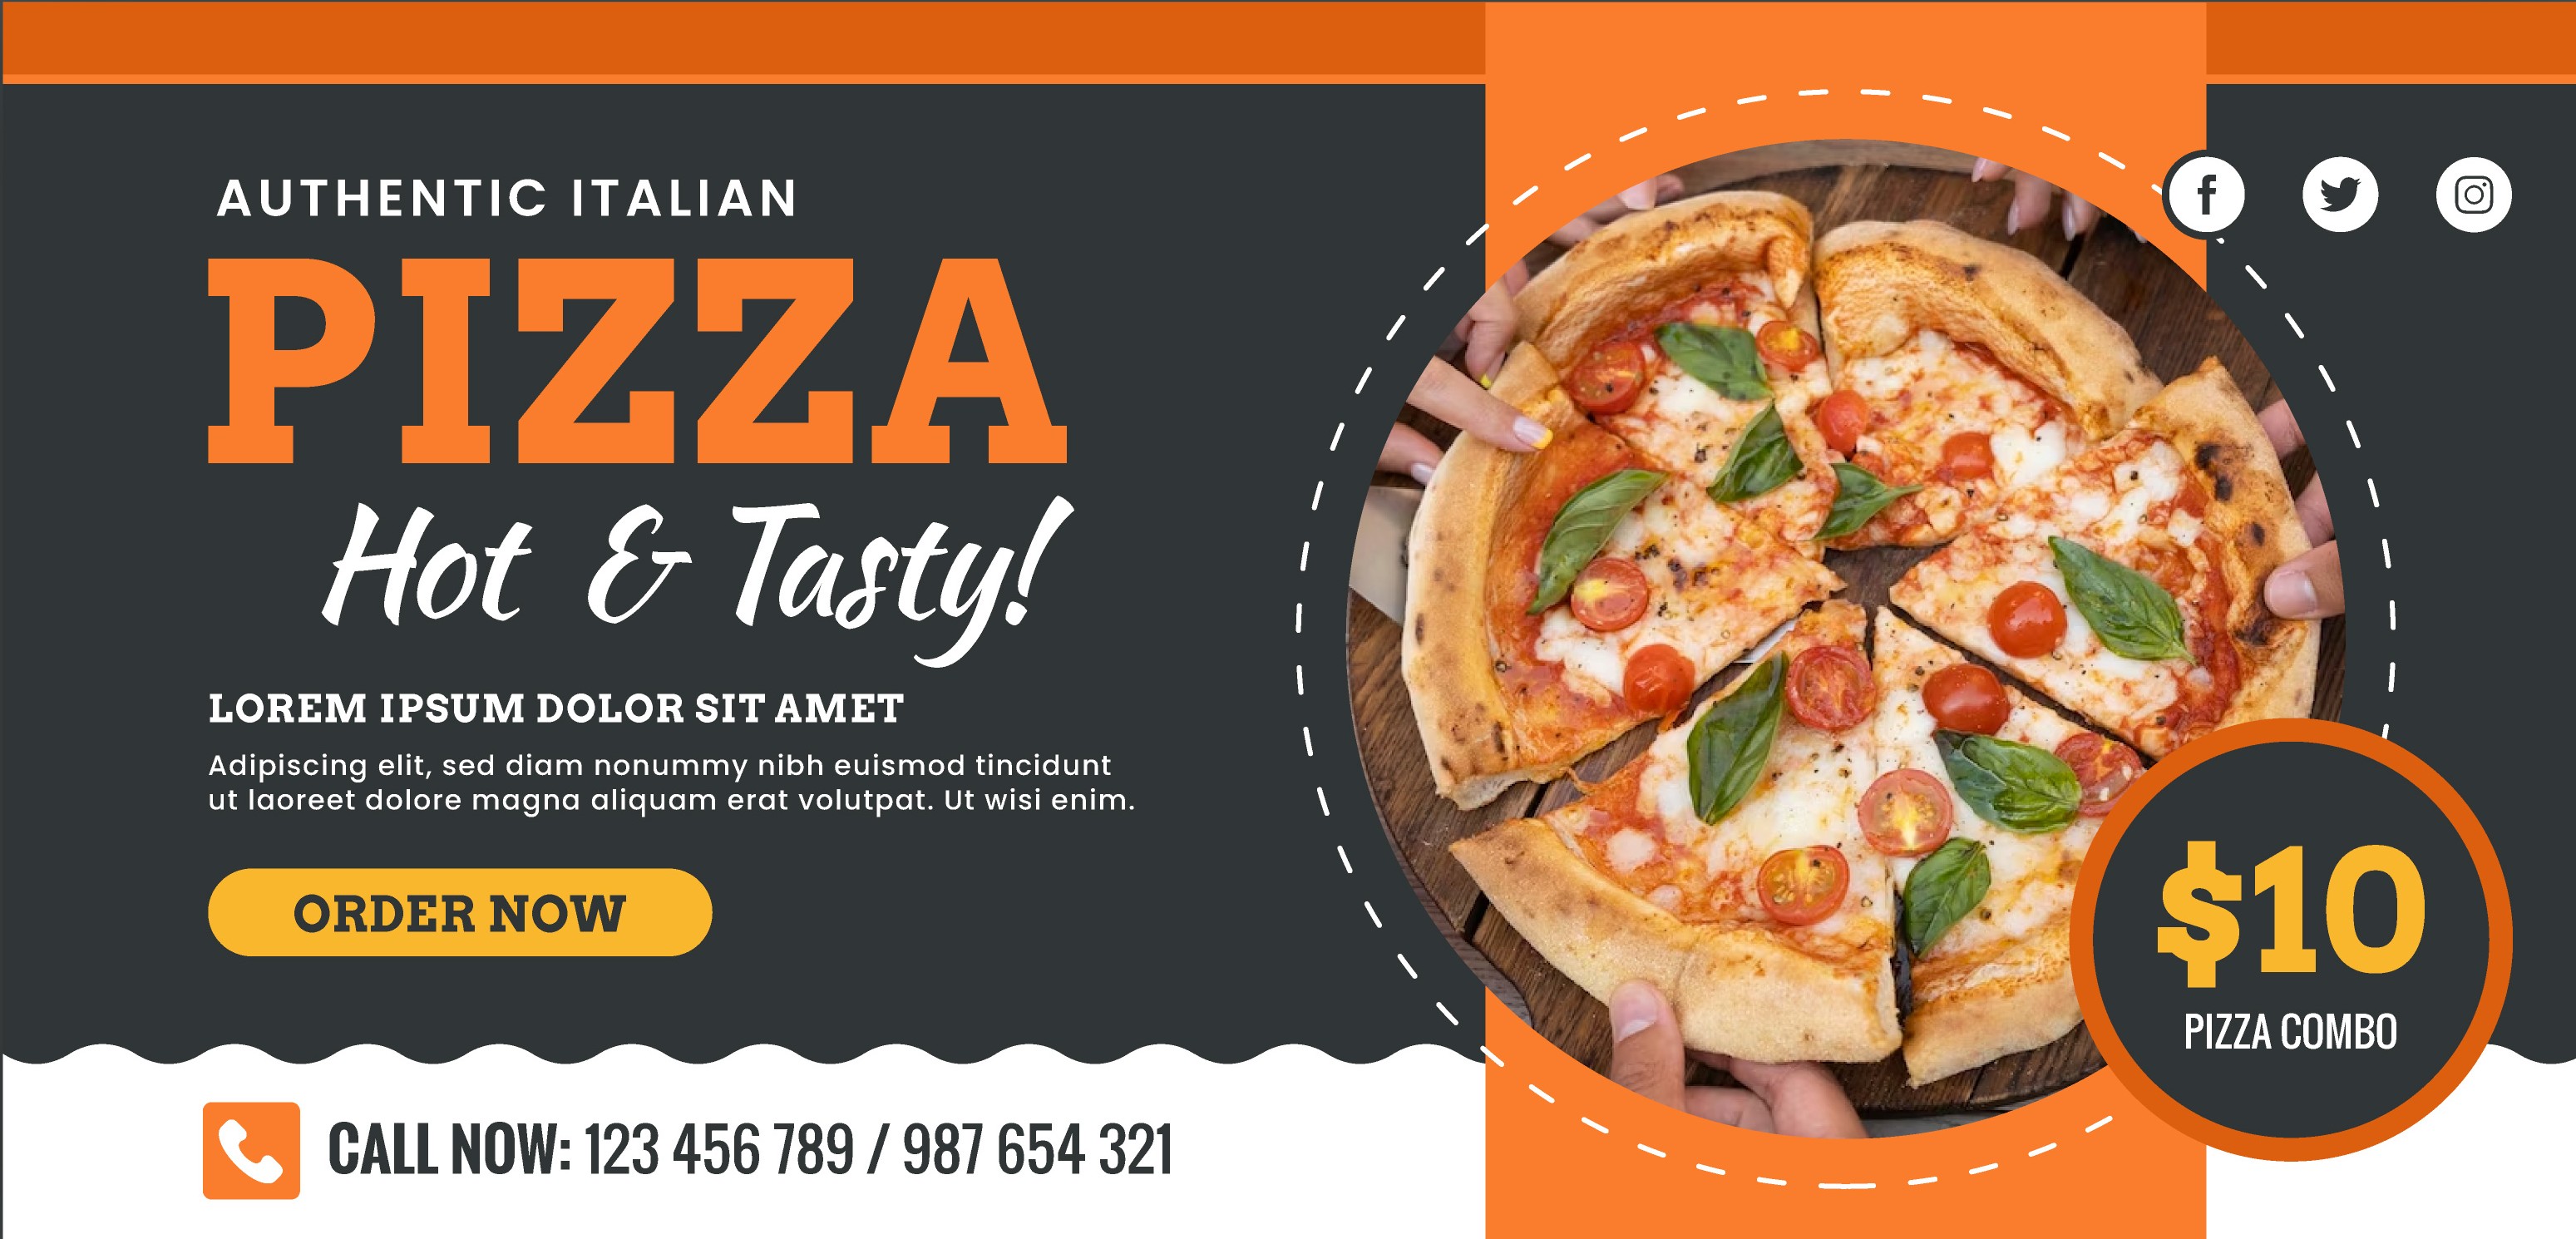 AUTHENTIC ITALIAN
PIZZA
Hot & Tasty!
LOREM IPSUM DOLOR SIT AMET
Adipiscing elit, sed diam nonummy nibh euismod tincidunt
ut laoreet dolore magna aliquam erat volutpat. Ut wisi enim.
ORDER NOW
$10
PIZZA COMBO
CALL NOW: 123 456 789 / 987 654 321